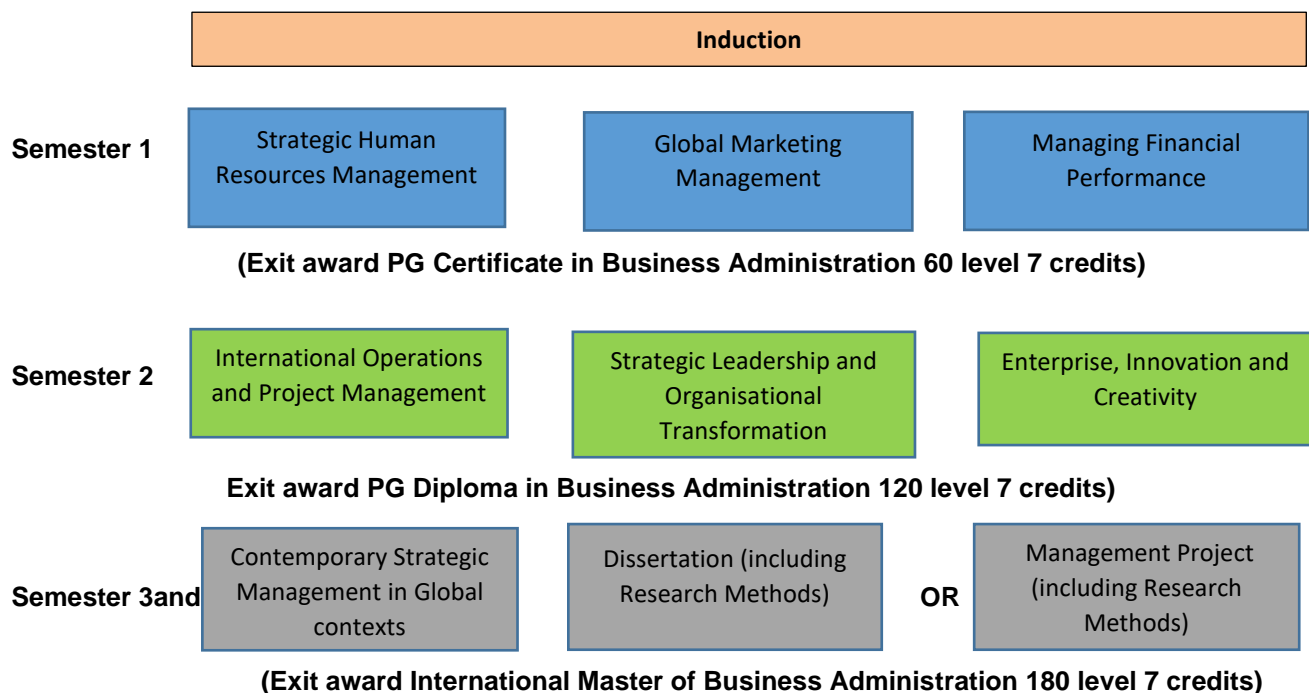 Induction
Semester 1
Strategic Human
Resources Management
Global Marketing
Management
Managing Financial
Performance
(Exit award PG Certificate in Business Administration 60 level 7 credits)
Semester 2
International Operations
and Project Management
Strategic Leadership and
Organisational
Transformation
Enterprise, Innovation and
Creativity
Exit award PG Diploma in Business Administration 120 level 7 credits)
Semester 3and
Contemporary Strategic
Management in Global
contexts
Dissertation (including
Research Methods)
OR
Management Project
(including Research
Methods)
(Exit award International Master of Business Administration 180 level 7 credits)